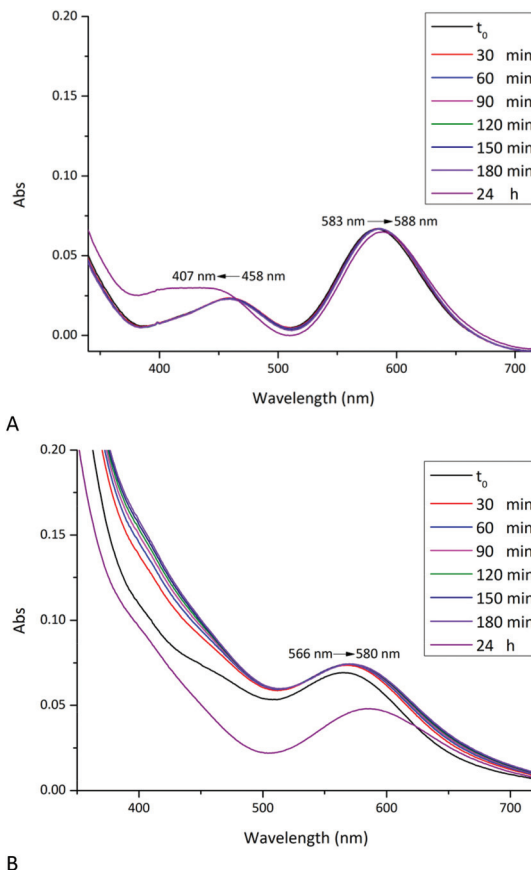 0.20
0.15
0.10
0.05
0.00
Abs
t0
30 min
60 min
90 min
120 min
150 min
180 min
24 h
583 nm → 588 nm
407 nm ← 458 nm
400 500 600 700
Wavelength (nm)
A
0.20
0.15
0.10
0.05
0.00
Abs
t0
30 min
60 min
90 min
120 min
150 min
180 min
24 h
566 nm → 580 nm
400 500 600 700
Wavelength (nm)
B